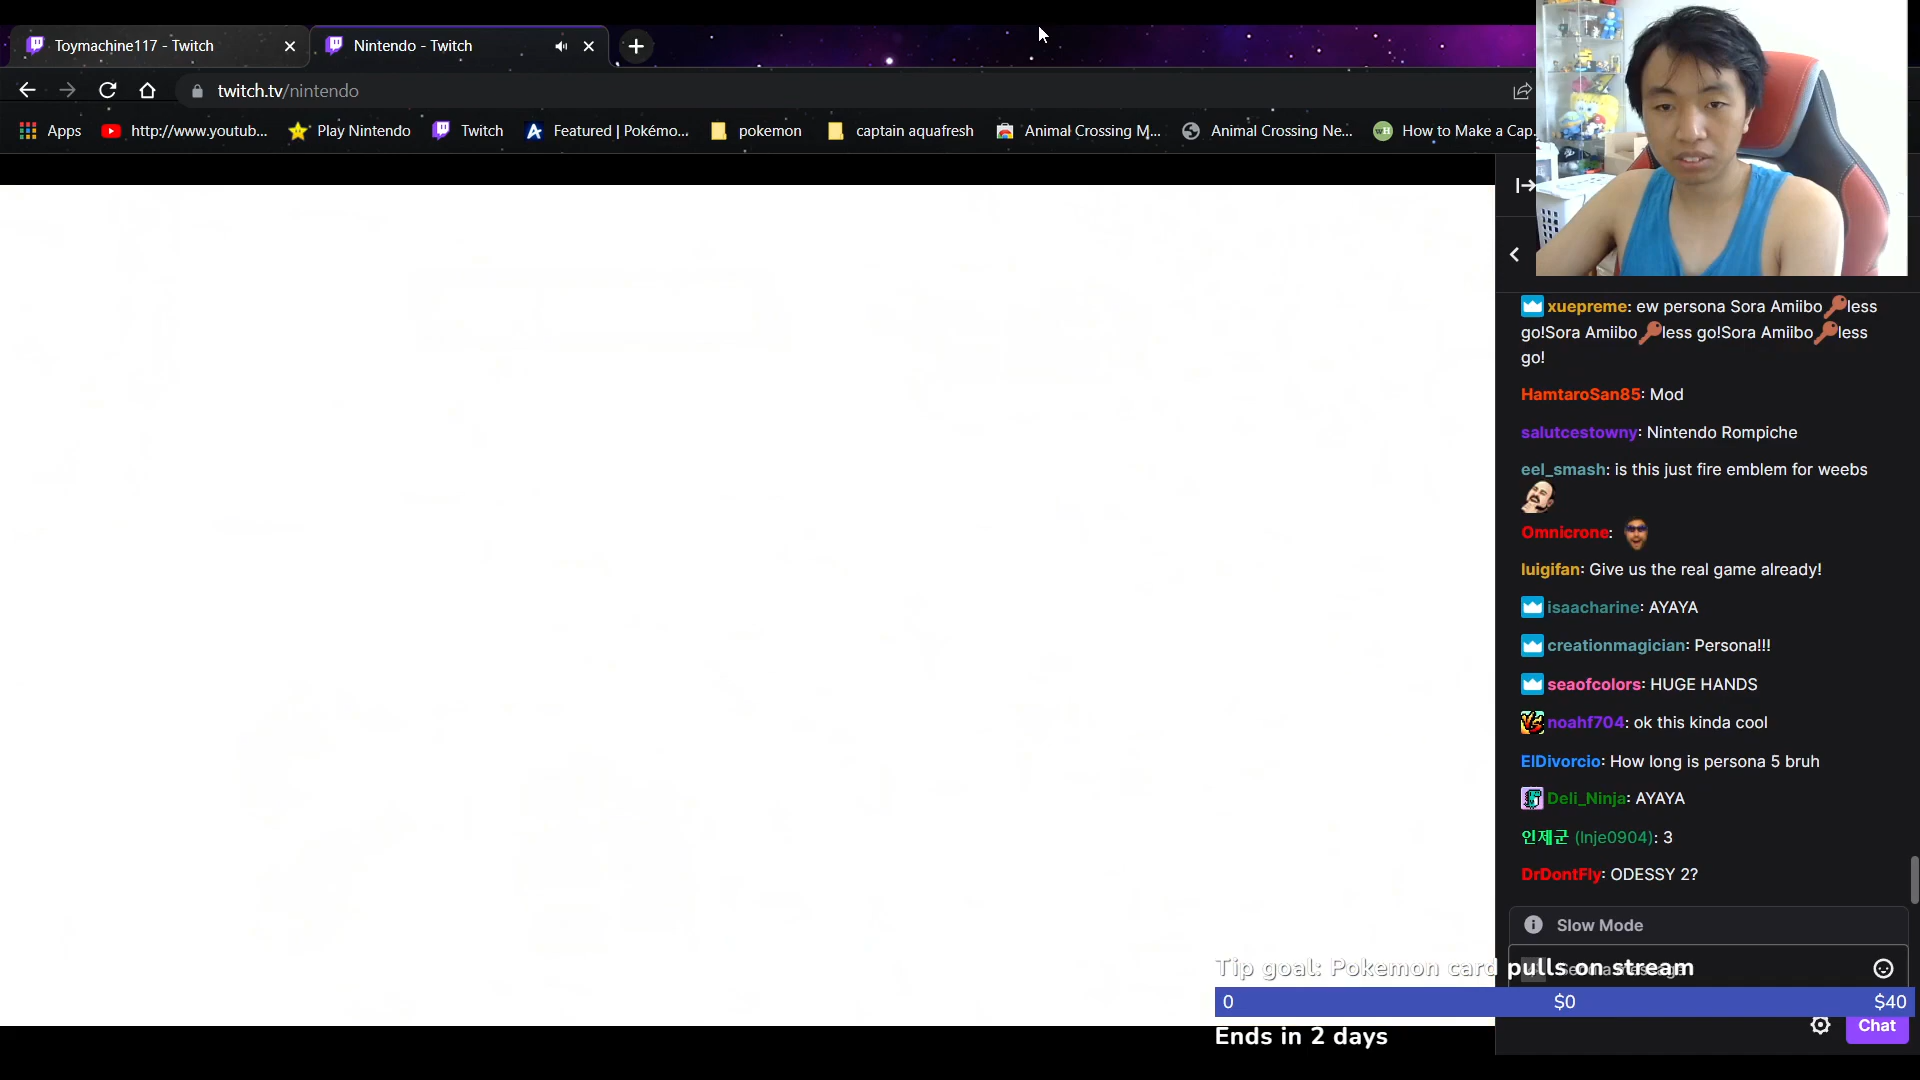 Toymachine117 - Twitch
Nintendo - Twitch
twitch.tv/nintendo
Apps
http://www.youtub...
Play Nintendo
Twitch
Featured | Pokémo...
pokemon
captain aquafresh
Animal Crossing M...
Animal Crossing Ne...
How to Make a Cap...
xuepreme: ew persona Sora Amiibo less
go!Sora Amiibo less go!Sora Amiibo less
go!
HamtaroSan85: Mod
salutcestowny: Nintendo Rompiche
eel_smash: is this just fire emblem for weebs
Omnicrone:
luigifan: Give us the real game already!
isaacharine: AYAYA
creationmagician: Persona!!!
seaofcolors: HUGE HANDS
noahf704: ok this kinda cool
ElDivorcio: How long is persona 5 bruh
Deli_Ninja: AYAYA
인제군 (Inje0904): 3
DrDontFly: ODESSY 2?
Slow Mode
Tip goal: Pokemon card pulls on stream
0 $0 $40
Ends in 2 days
Chat